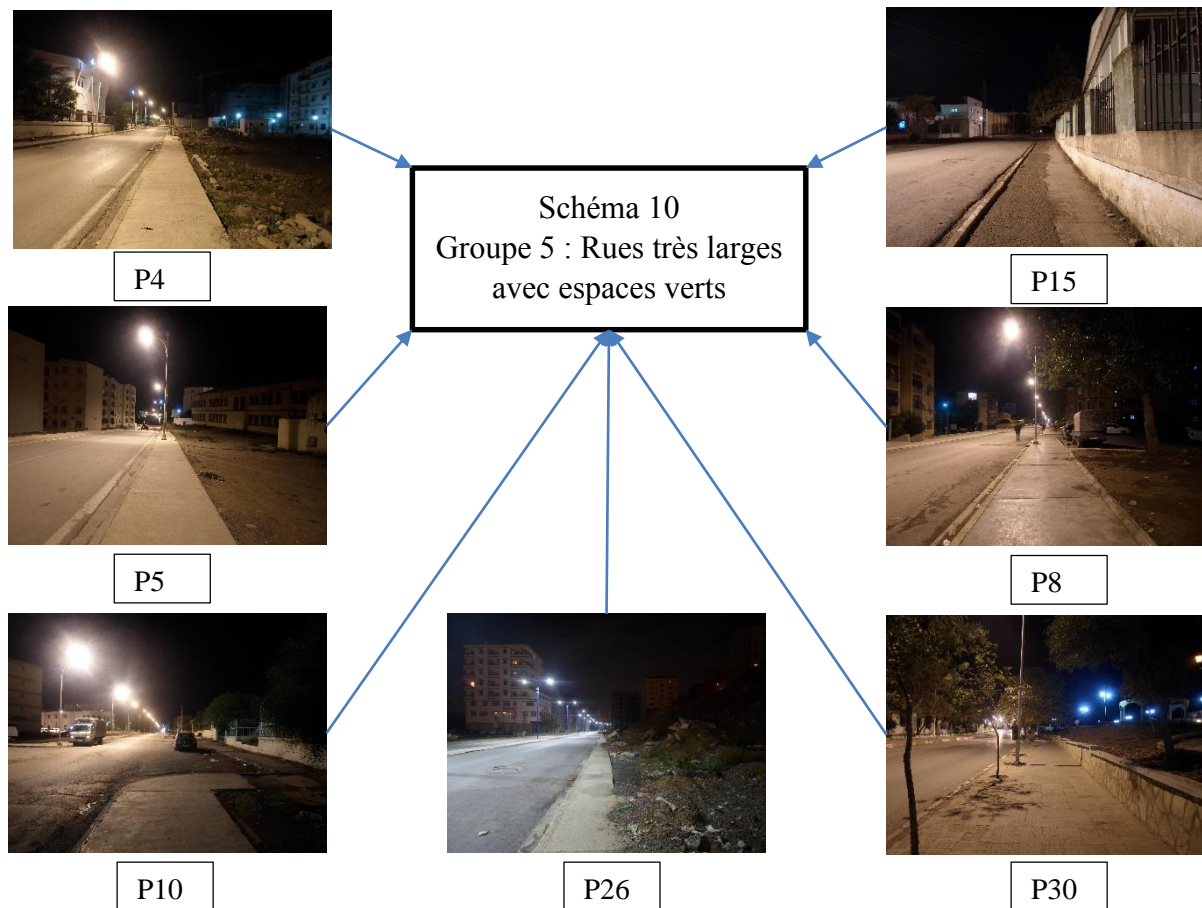 Schéma 10
Groupe 5 : Rues très larges
avec espaces verts
P4
P15
P5
P8
P10
P26
P30